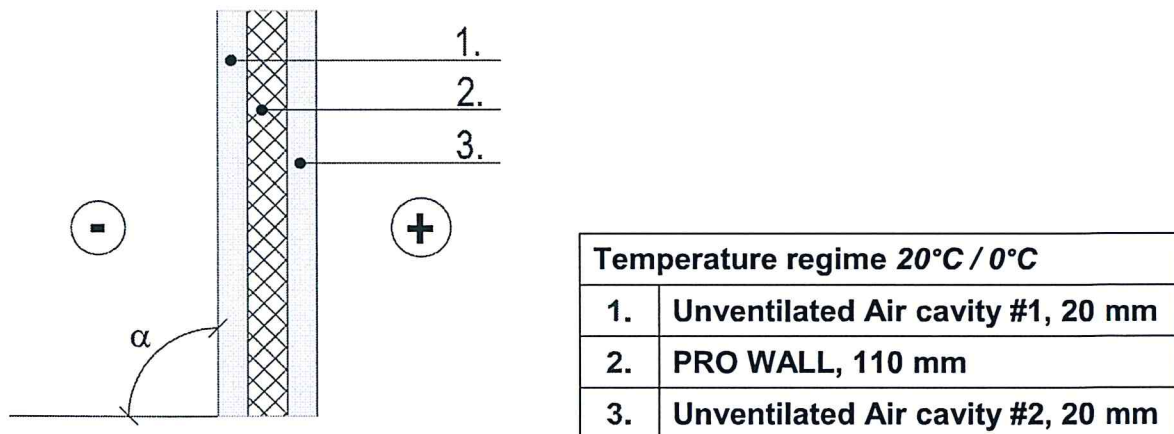 1.
2.
3.
-
+
α
Temperature regime 20°C / 0°C
1. Unventilated Air cavity #1, 20 mm
2. PRO WALL, 110 mm
3. Unventilated Air cavity #2, 20 mm